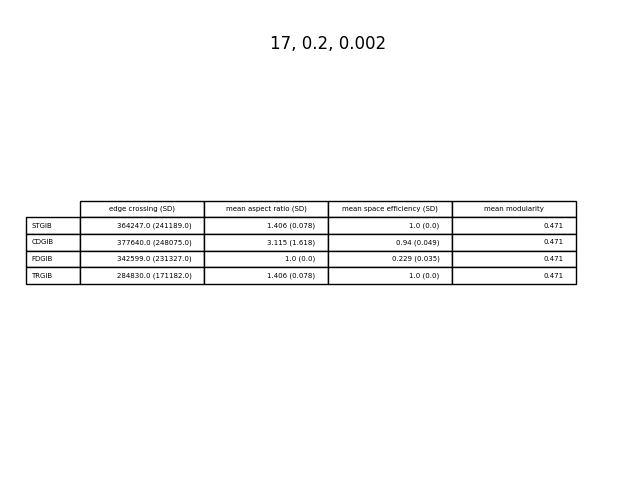 17, 0.2, 0.002
edge crossing (SD) mean aspect ratio (SD) mean space efficiency (SD) mean modularity
STGIB 364247.0 (241189.0) 1.406 (0.078) 1.0 (0.0) 0.471
CDGIB 377640.0 (248075.0) 3.115 (1.618) 0.94 (0.049) 0.471
FDGIB 342599.0 (231327.0) 1.0 (0.0) 0.229 (0.035) 0.471
TRGIB 284830.0 (171182.0) 1.406 (0.078) 1.0 (0.0) 0.471